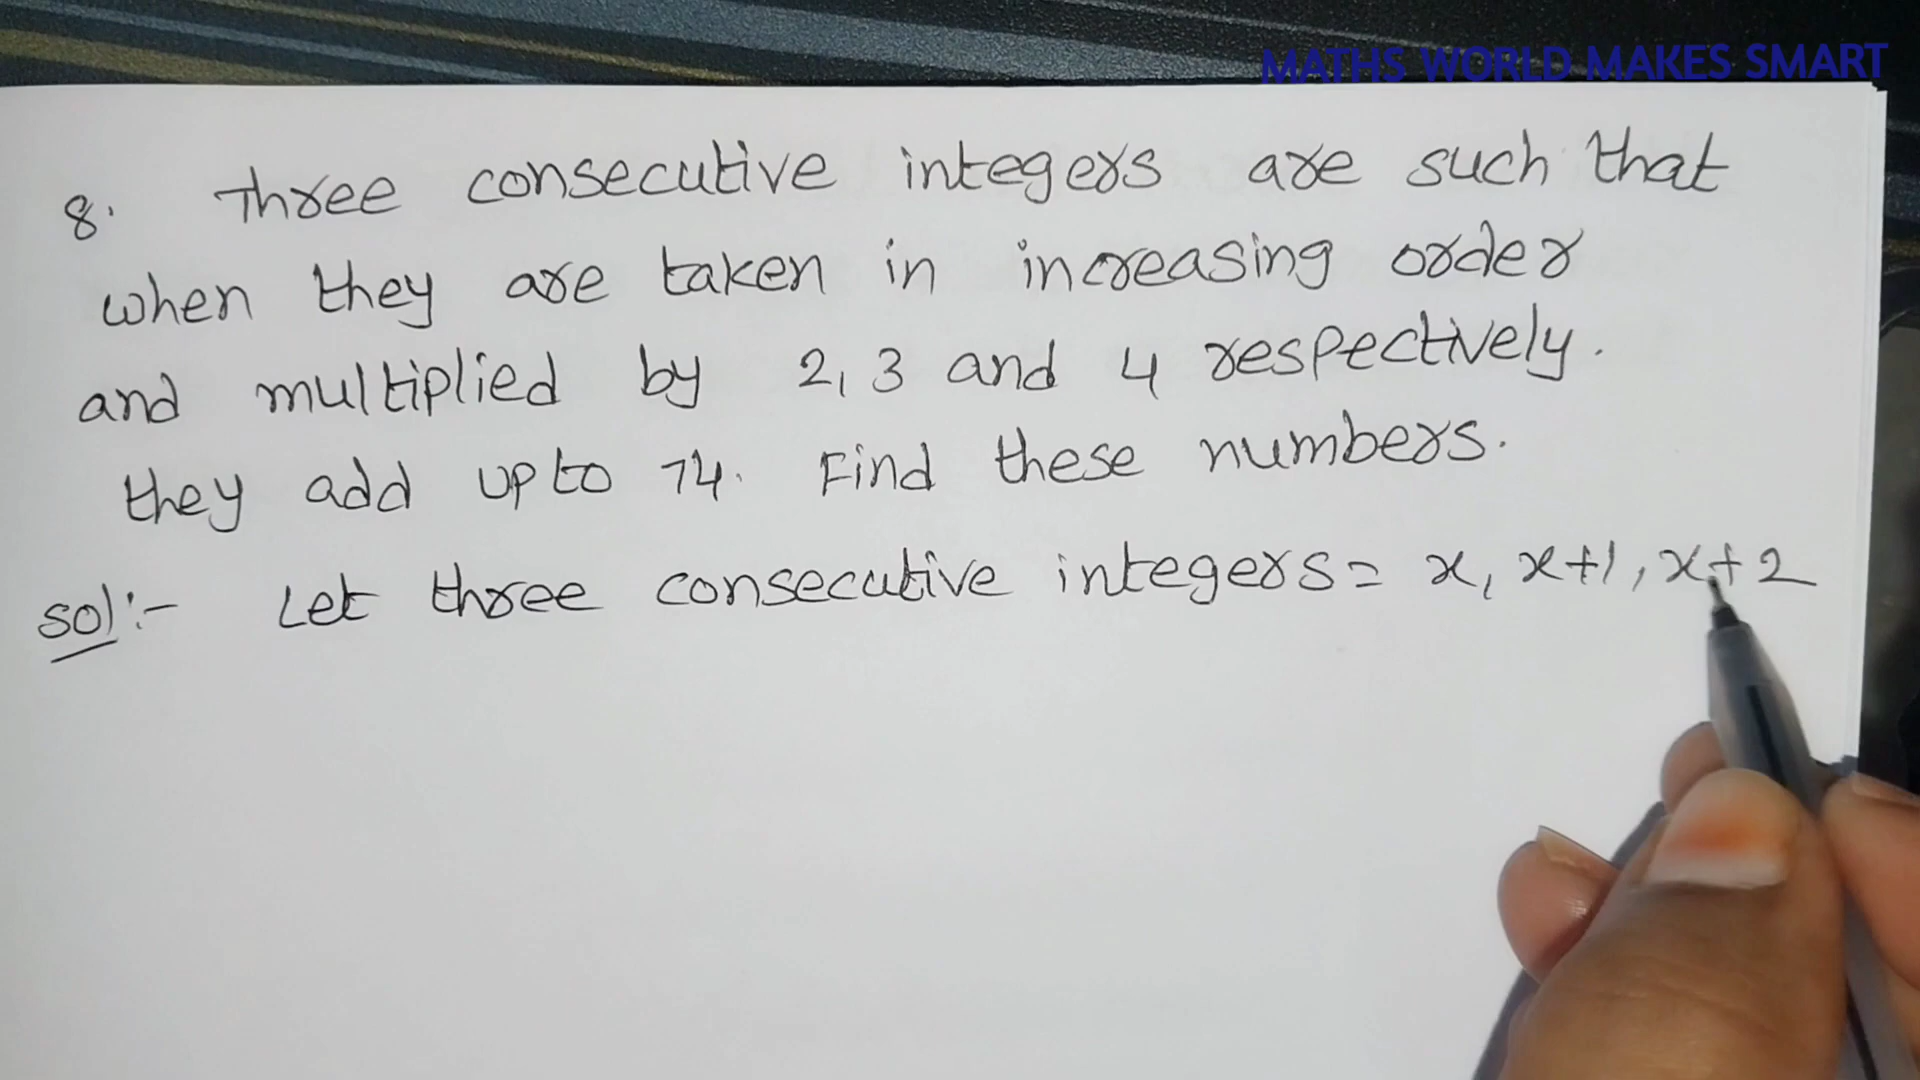 MATHS WORLD MAKES SMART
8. Three consecutive integers are such that
when they are taken in increasing order
and multiplied by 2, 3 and 4 respectively.
they add up to 74. Find these numbers.
Sol:- Let three consecutive integers = x, x+1, x+2